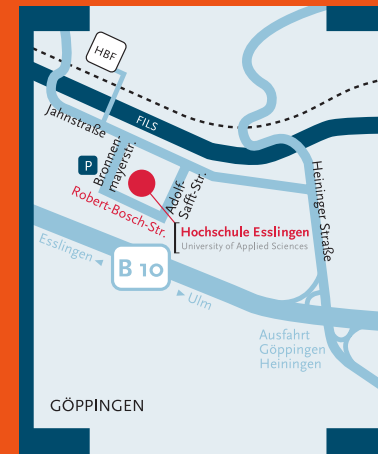 HBF
FILS
Jahnstraße
P
Bronnen-
mayerstr.
Adolf-
Safft-Str.
Heininger Straße
Robert-Bosch-Str.
Hochschule Esslingen
University of Applied Sciences
Esslingen
B 10
Ulm
Ausfahrt
Göppingen
Heiningen
GÖPPINGEN